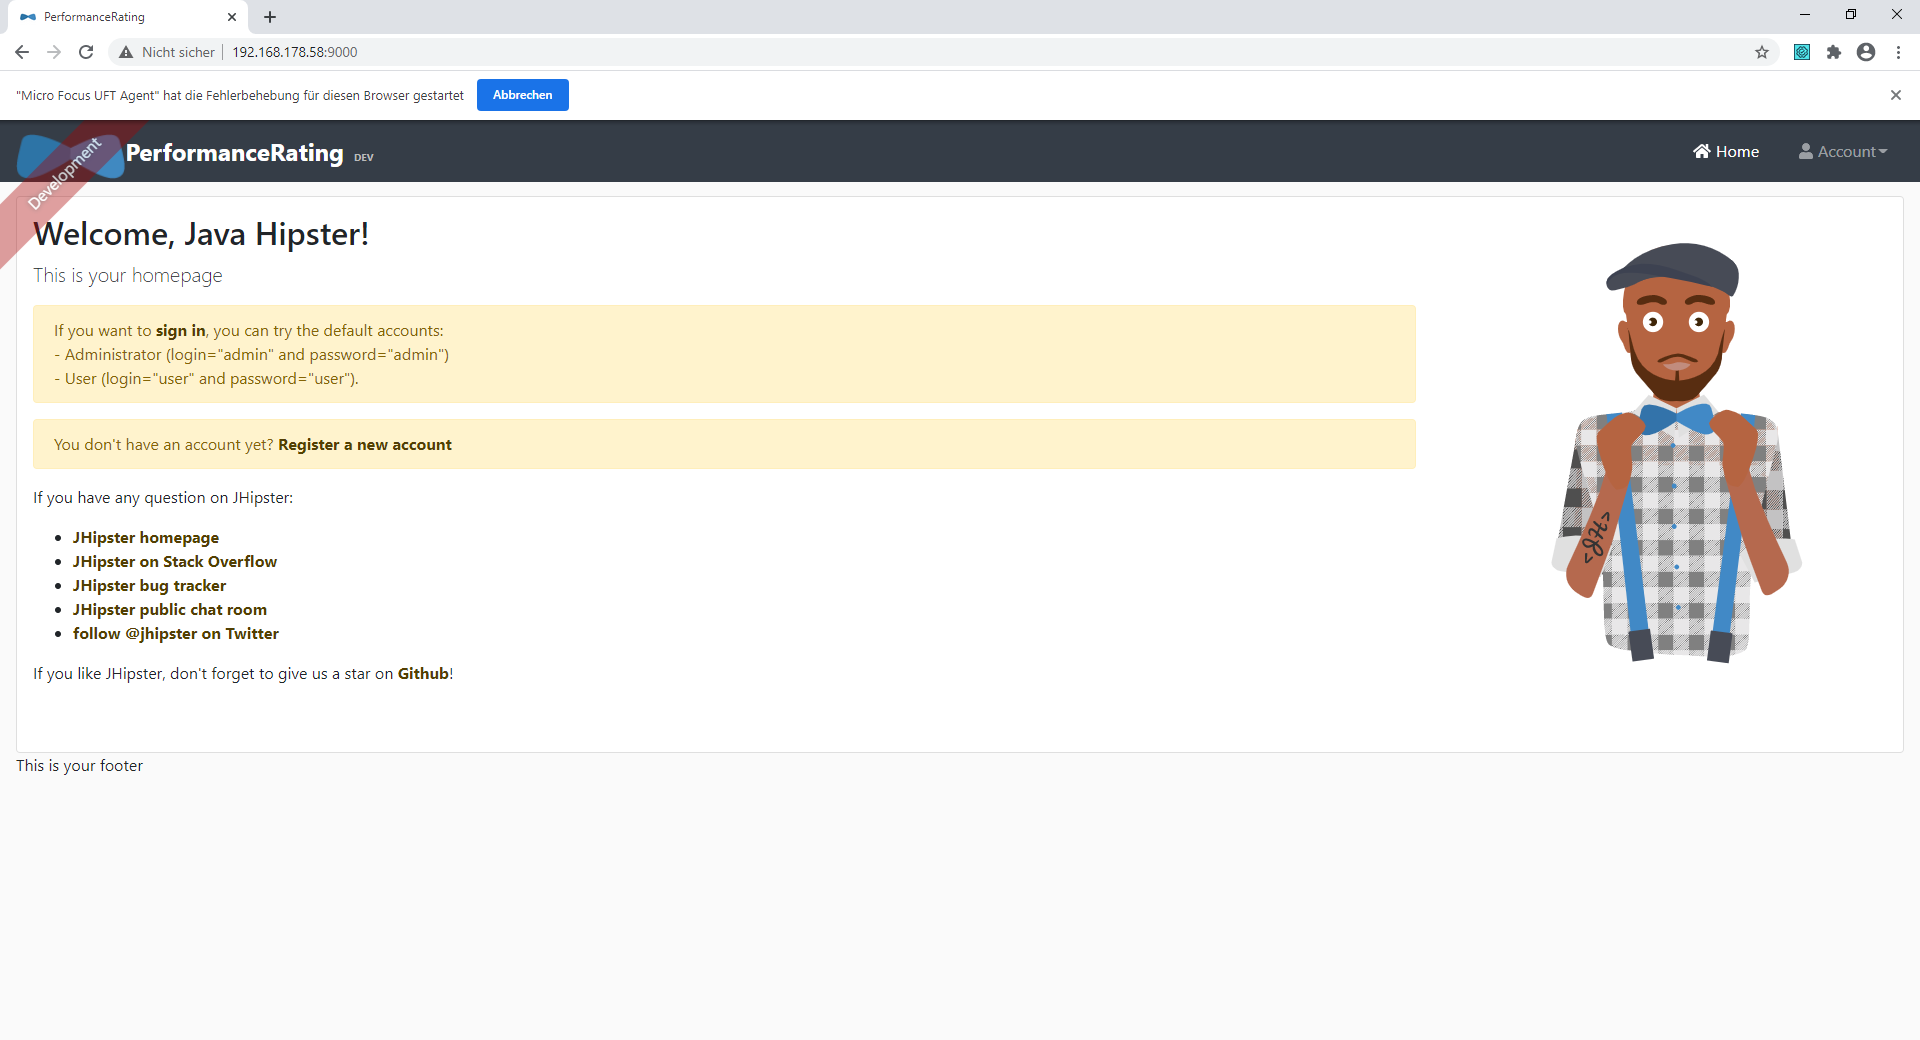 PerformanceRating
Nicht sicher 192.168.178.58:9000
"Micro Focus UFT Agent" hat die Fehlerbehebung für diesen Browser gestartet Abbrechen
Development
PerformanceRating DEV
Home Account
Welcome, Java Hipster!
This is your homepage
If you want to sign in, you can try the default accounts:
- Administrator (login="admin" and password="admin")
- User (login="user" and password="user").
You don't have an account yet? Register a new account
If you have any question on JHipster:
JHipster homepage
JHipster on Stack Overflow
JHipster bug tracker
JHipster public chat room
follow @jhipster on Twitter
If you like JHipster, don't forget to give us a star on Github!
<JH>
This is your footer